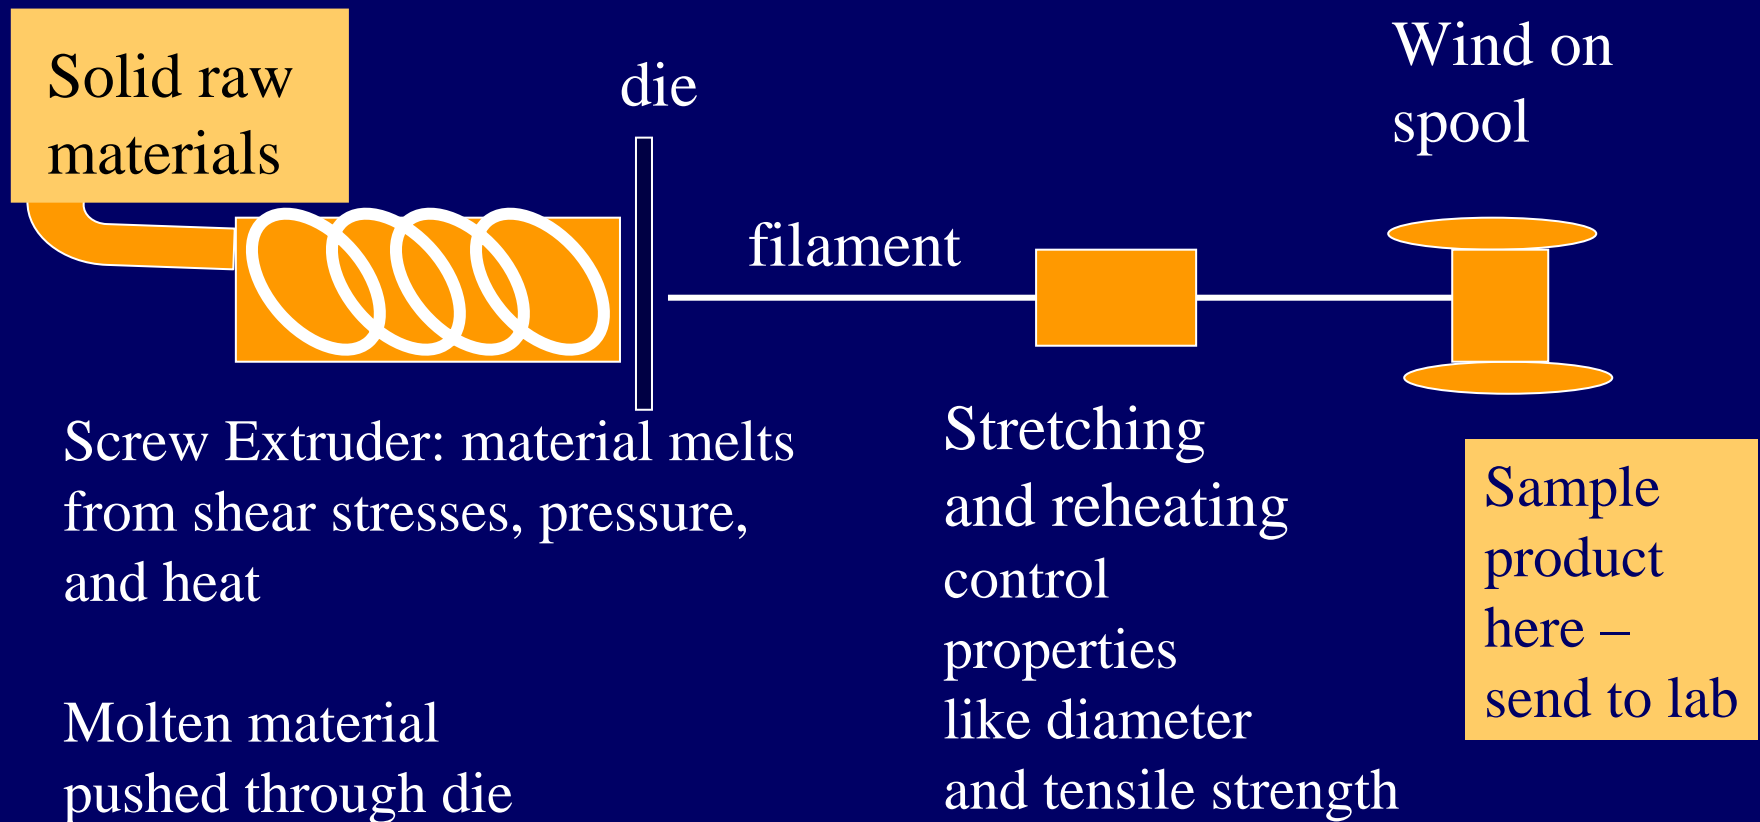 Solid raw
materials
die
Wind on
spool
filament
Screw Extruder: material melts
from shear stresses, pressure,
and heat
Molten material
pushed through die
Stretching
and reheating
control
properties
like diameter
and tensile strength
Sample
product
here –
send to lab